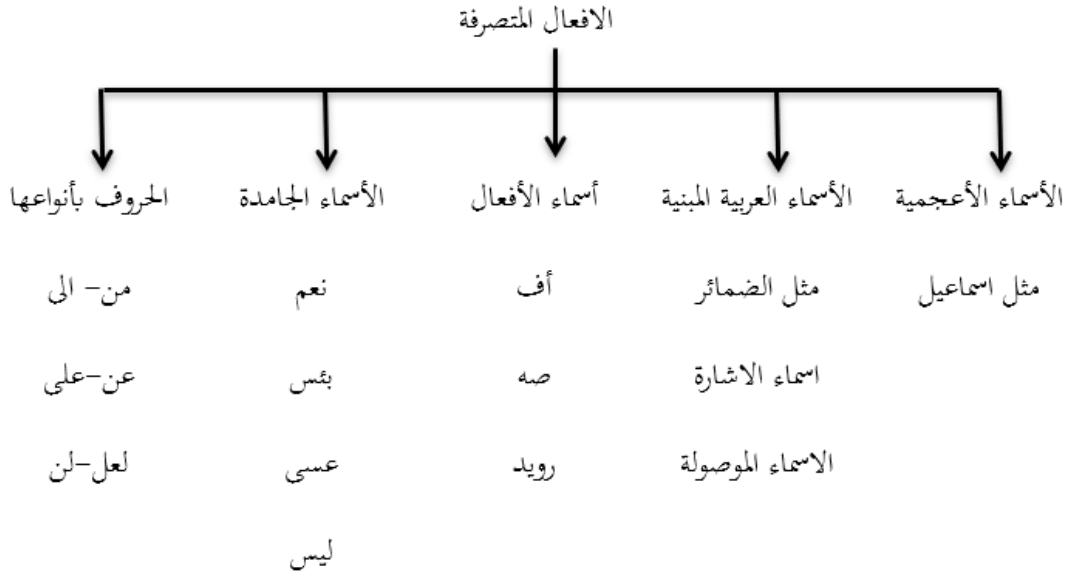 الافعال المتصرفة
الأسماء الأعجمية الأسماء العربية المبنية أسماء الأفعال الأسماء الجامدة الحروف بأنواعها
مثل اسماعيل مثل الضمائر أف نعم من– الى
اسماء الاشارة صه بئس عن–على
الاسماء الموصولة رويد عسى لعل–لن
ليس